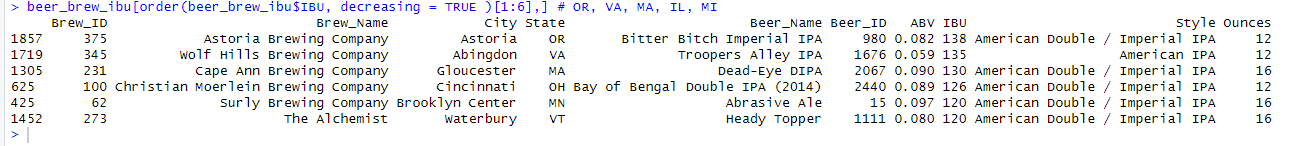 > beer_brew_ibu[order(beer_brew_ibu$IBU, decreasing = TRUE )[1:6],] # OR, VA, MA, IL, MI
Brew_ID Brew_Name City State Beer_Name Beer_ID ABV IBU Style Ounces
1857 375 Astoria Brewing Company Astoria OR Bitter Bitch Imperial IPA 980 0.082 138 American Double / Imperial IPA 12
1719 345 Wolf Hills Brewing Company Abingdon VA Troopers Alley IPA 1676 0.059 135 American IPA 12
1305 231 Cape Ann Brewing Company Gloucester MA Dead-Eye DIPA 2067 0.090 130 American Double / Imperial IPA 16
625 100 Christian Moerlein Brewing Company Cincinnati OH Bay of Bengal Double IPA (2014) 2440 0.089 126 American Double / Imperial IPA 12
425 62 Surly Brewing Company Brooklyn Center MN Abrasive Ale 15 0.097 120 American Double / Imperial IPA 16
1452 273 The Alchemist Waterbury VT Heady Topper 1111 0.080 120 American Double / Imperial IPA 16
>